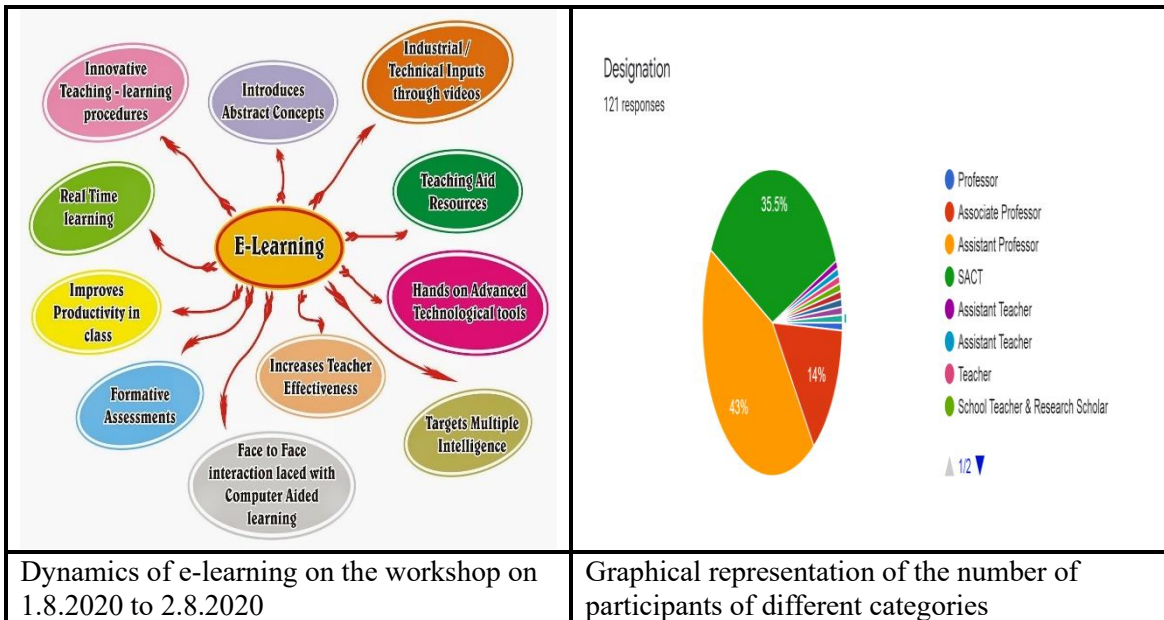 Innovative
Teaching - learning
procedures
Introduces
Abstract Concepts
Industrial /
Technical Inputs
through videos
Real Time
learning
Teaching Aid
Resources
E-Learning
Improves
Productivity in
class
Hands on Advanced
Technological tools
Increases Teacher
Effectiveness
Formative
Assessments
Targets Multiple
Intelligence
Face to Face
interaction laced with
Computer Aided
learning
Designation
121 responses
35.5%
14%
43%
Professor
Associate Professor
Assistant Professor
SACT
Assistant Teacher
Assistant Teacher
Teacher
School Teacher & Research Scholar
1/2
Dynamics of e-learning on the workshop on
1.8.2020 to 2.8.2020
Graphical representation of the number of
participants of different categories